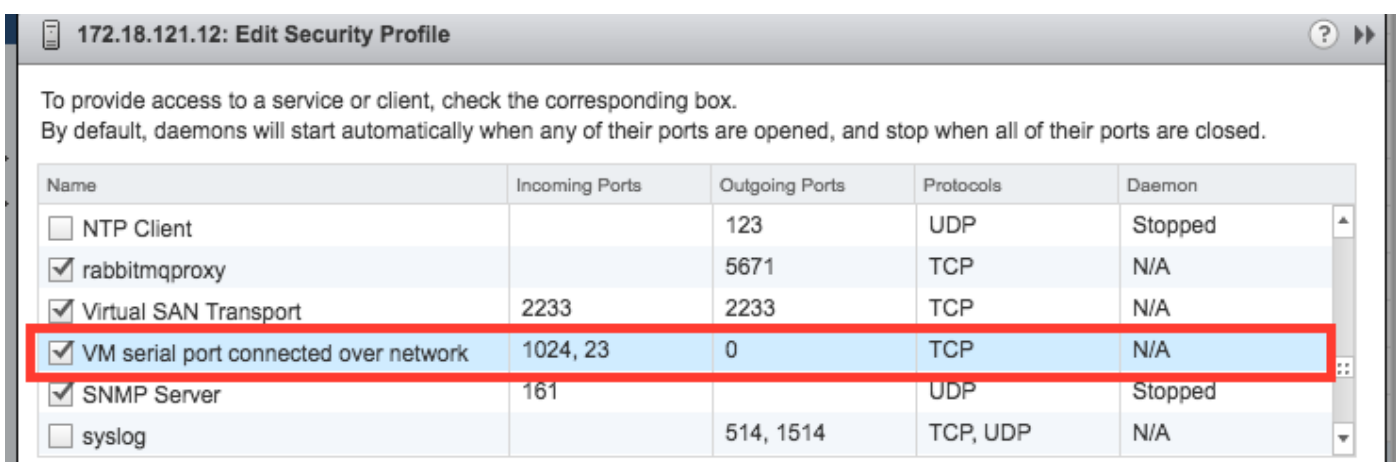 172.18.121.12: Edit Security Profile
?
To provide access to a service or client, check the corresponding box.
By default, daemons will start automatically when any of their ports are opened, and stop when all of their ports are closed.
Name Incoming Ports Outgoing Ports Protocols Daemon
NTP Client 123 UDP Stopped
rabbitmqproxy 5671 TCP N/A
Virtual SAN Transport 2233 2233 TCP N/A
VM serial port connected over network 1024, 23 0 TCP N/A
SNMP Server 161 UDP Stopped
syslog 514, 1514 TCP, UDP N/A